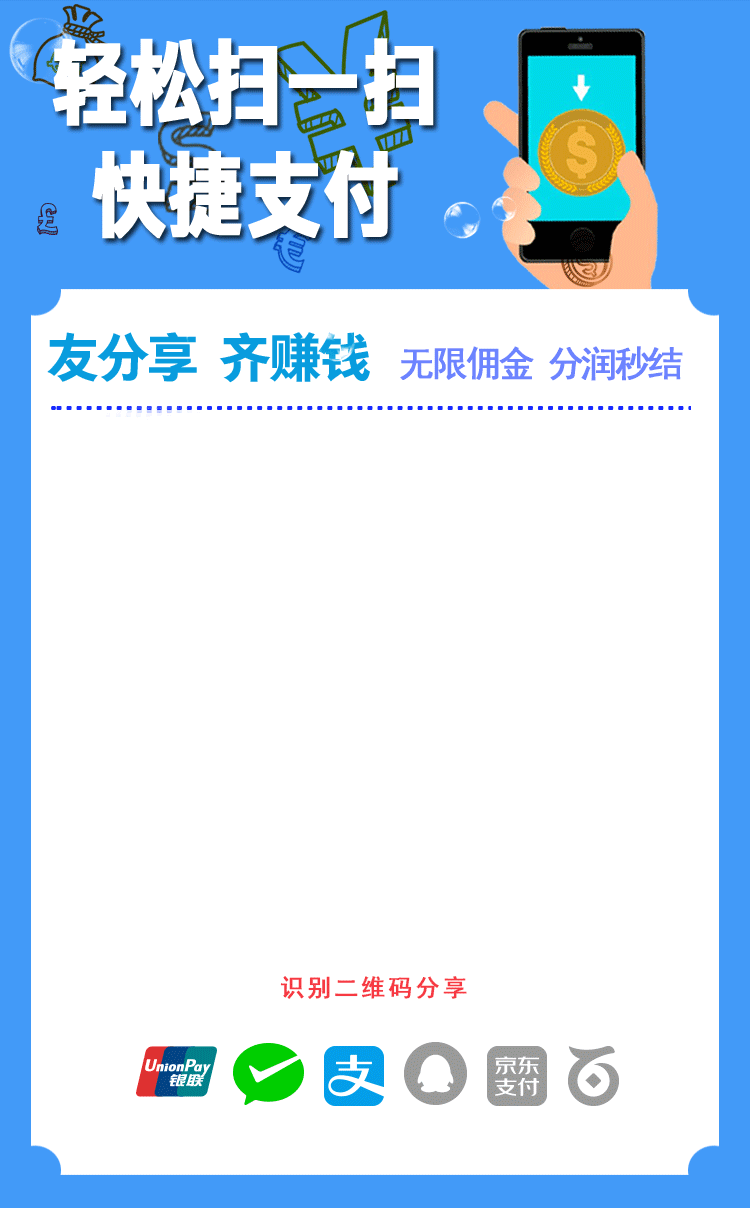 轻松扫一扫
快捷支付
友分享 齐赚钱 无限佣金 分润秒结
识别二维码分享
UnionPay
银联
支
京东
支付